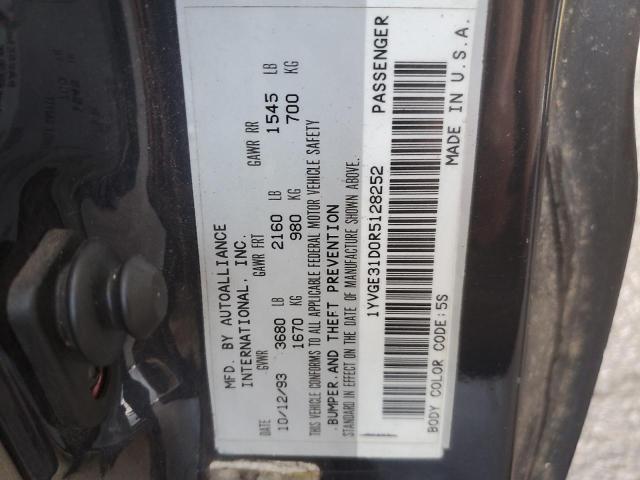 MFD. BY AUTOALLIANCE
INTERNATIONAL, INC.
DATE GVWR GAWR FRT GAWR RR
10/12/93 3680 LB 2160 LB 1545 LB
1670 KG 980 KG 700 KG
THIS VEHICLE CONFORMS TO ALL APPLICABLE FEDERAL MOTOR VEHICLE SAFETY
BUMPER,AND THEFT PREVENTION
STANDARD IN EFFECT ON THE DATE OF MANUFACTURE SHOWN ABOVE.
1YVGE31D0R5128252 PASSENGER
BODY COLOR CODE:5S MADE IN U.S.A.